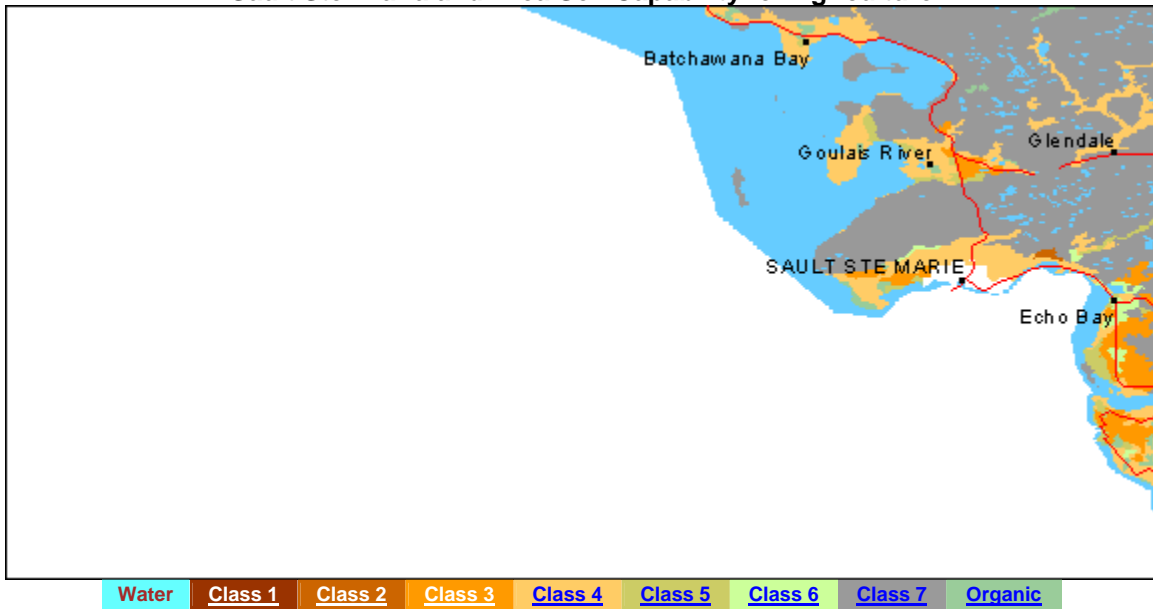 Batchawana Bay
Glendale
Goulais River
SAULT STE MARIE
Echo Bay
Water Class 1 Class 2 Class 3 Class 4 Class 5 Class 6 Class 7 Organic